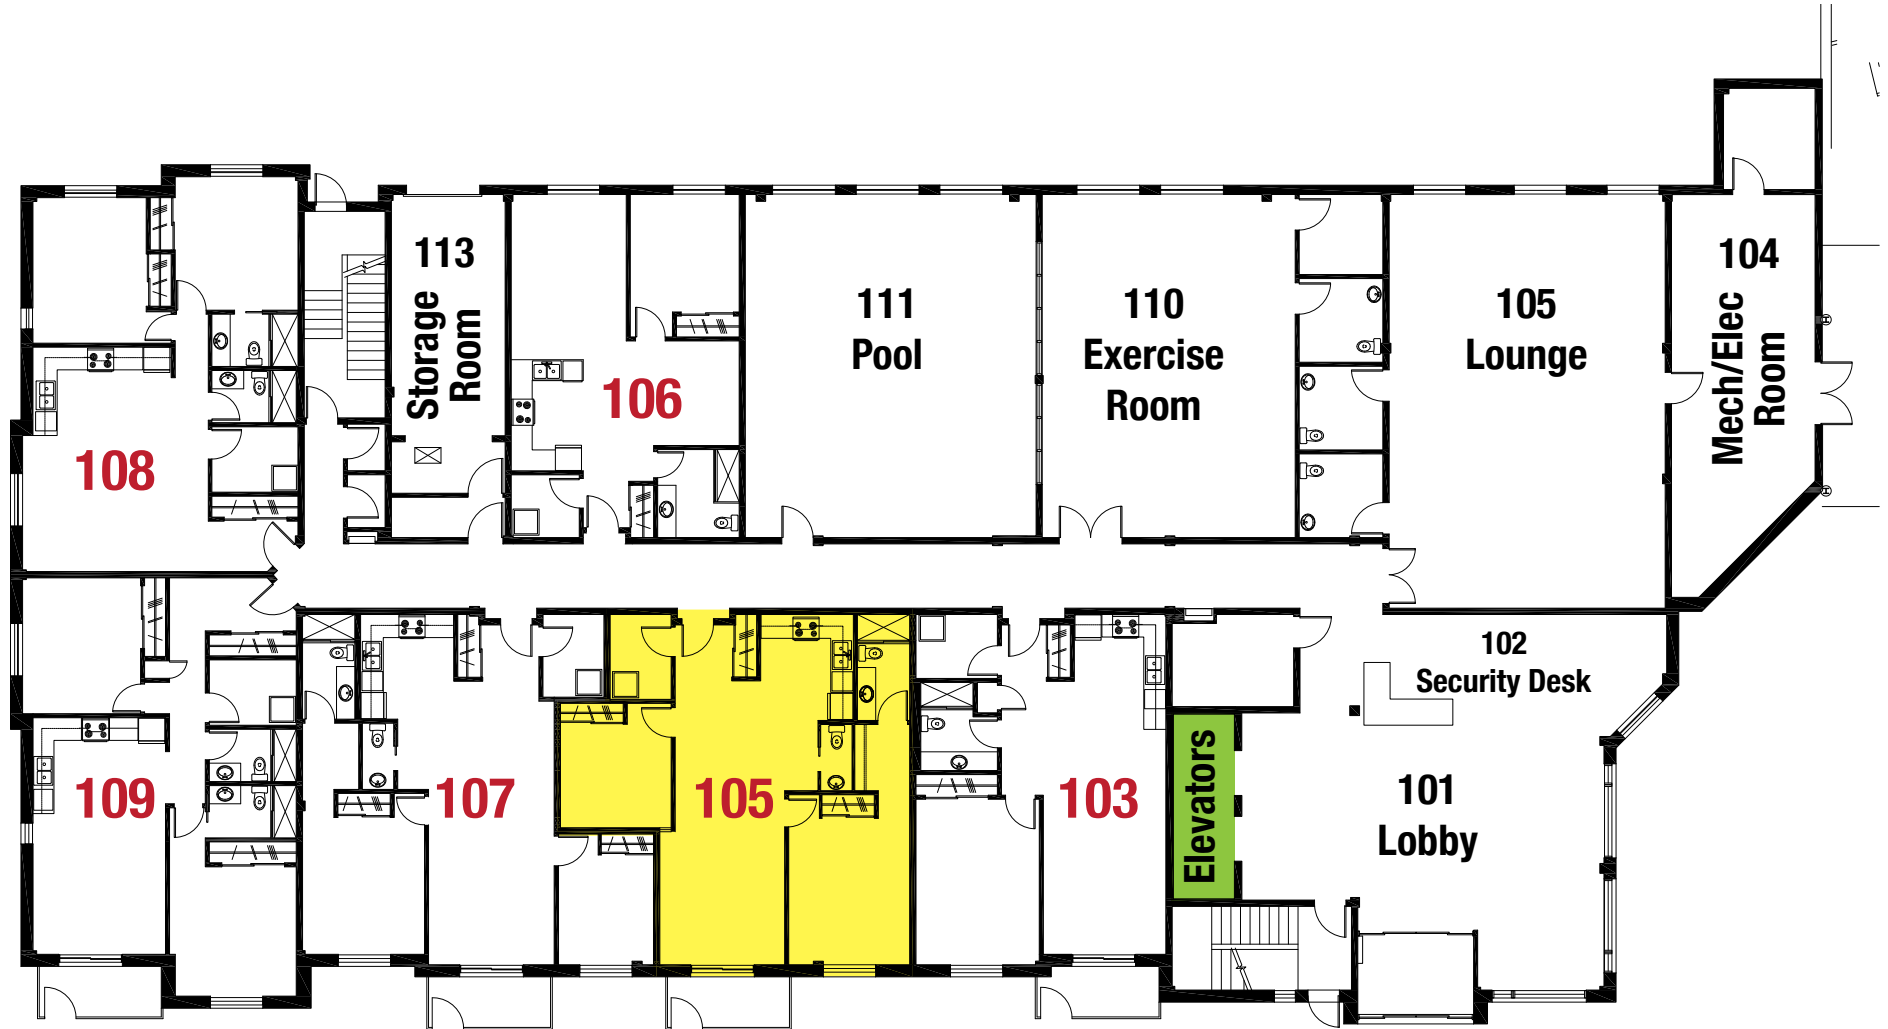 113
Storage
Room
111
Pool
110
Exercise
Room
105
Lounge
104
Mech/Elec
Room
106
108
109
107
105
103
Elevators
102
Security Desk
101
Lobby